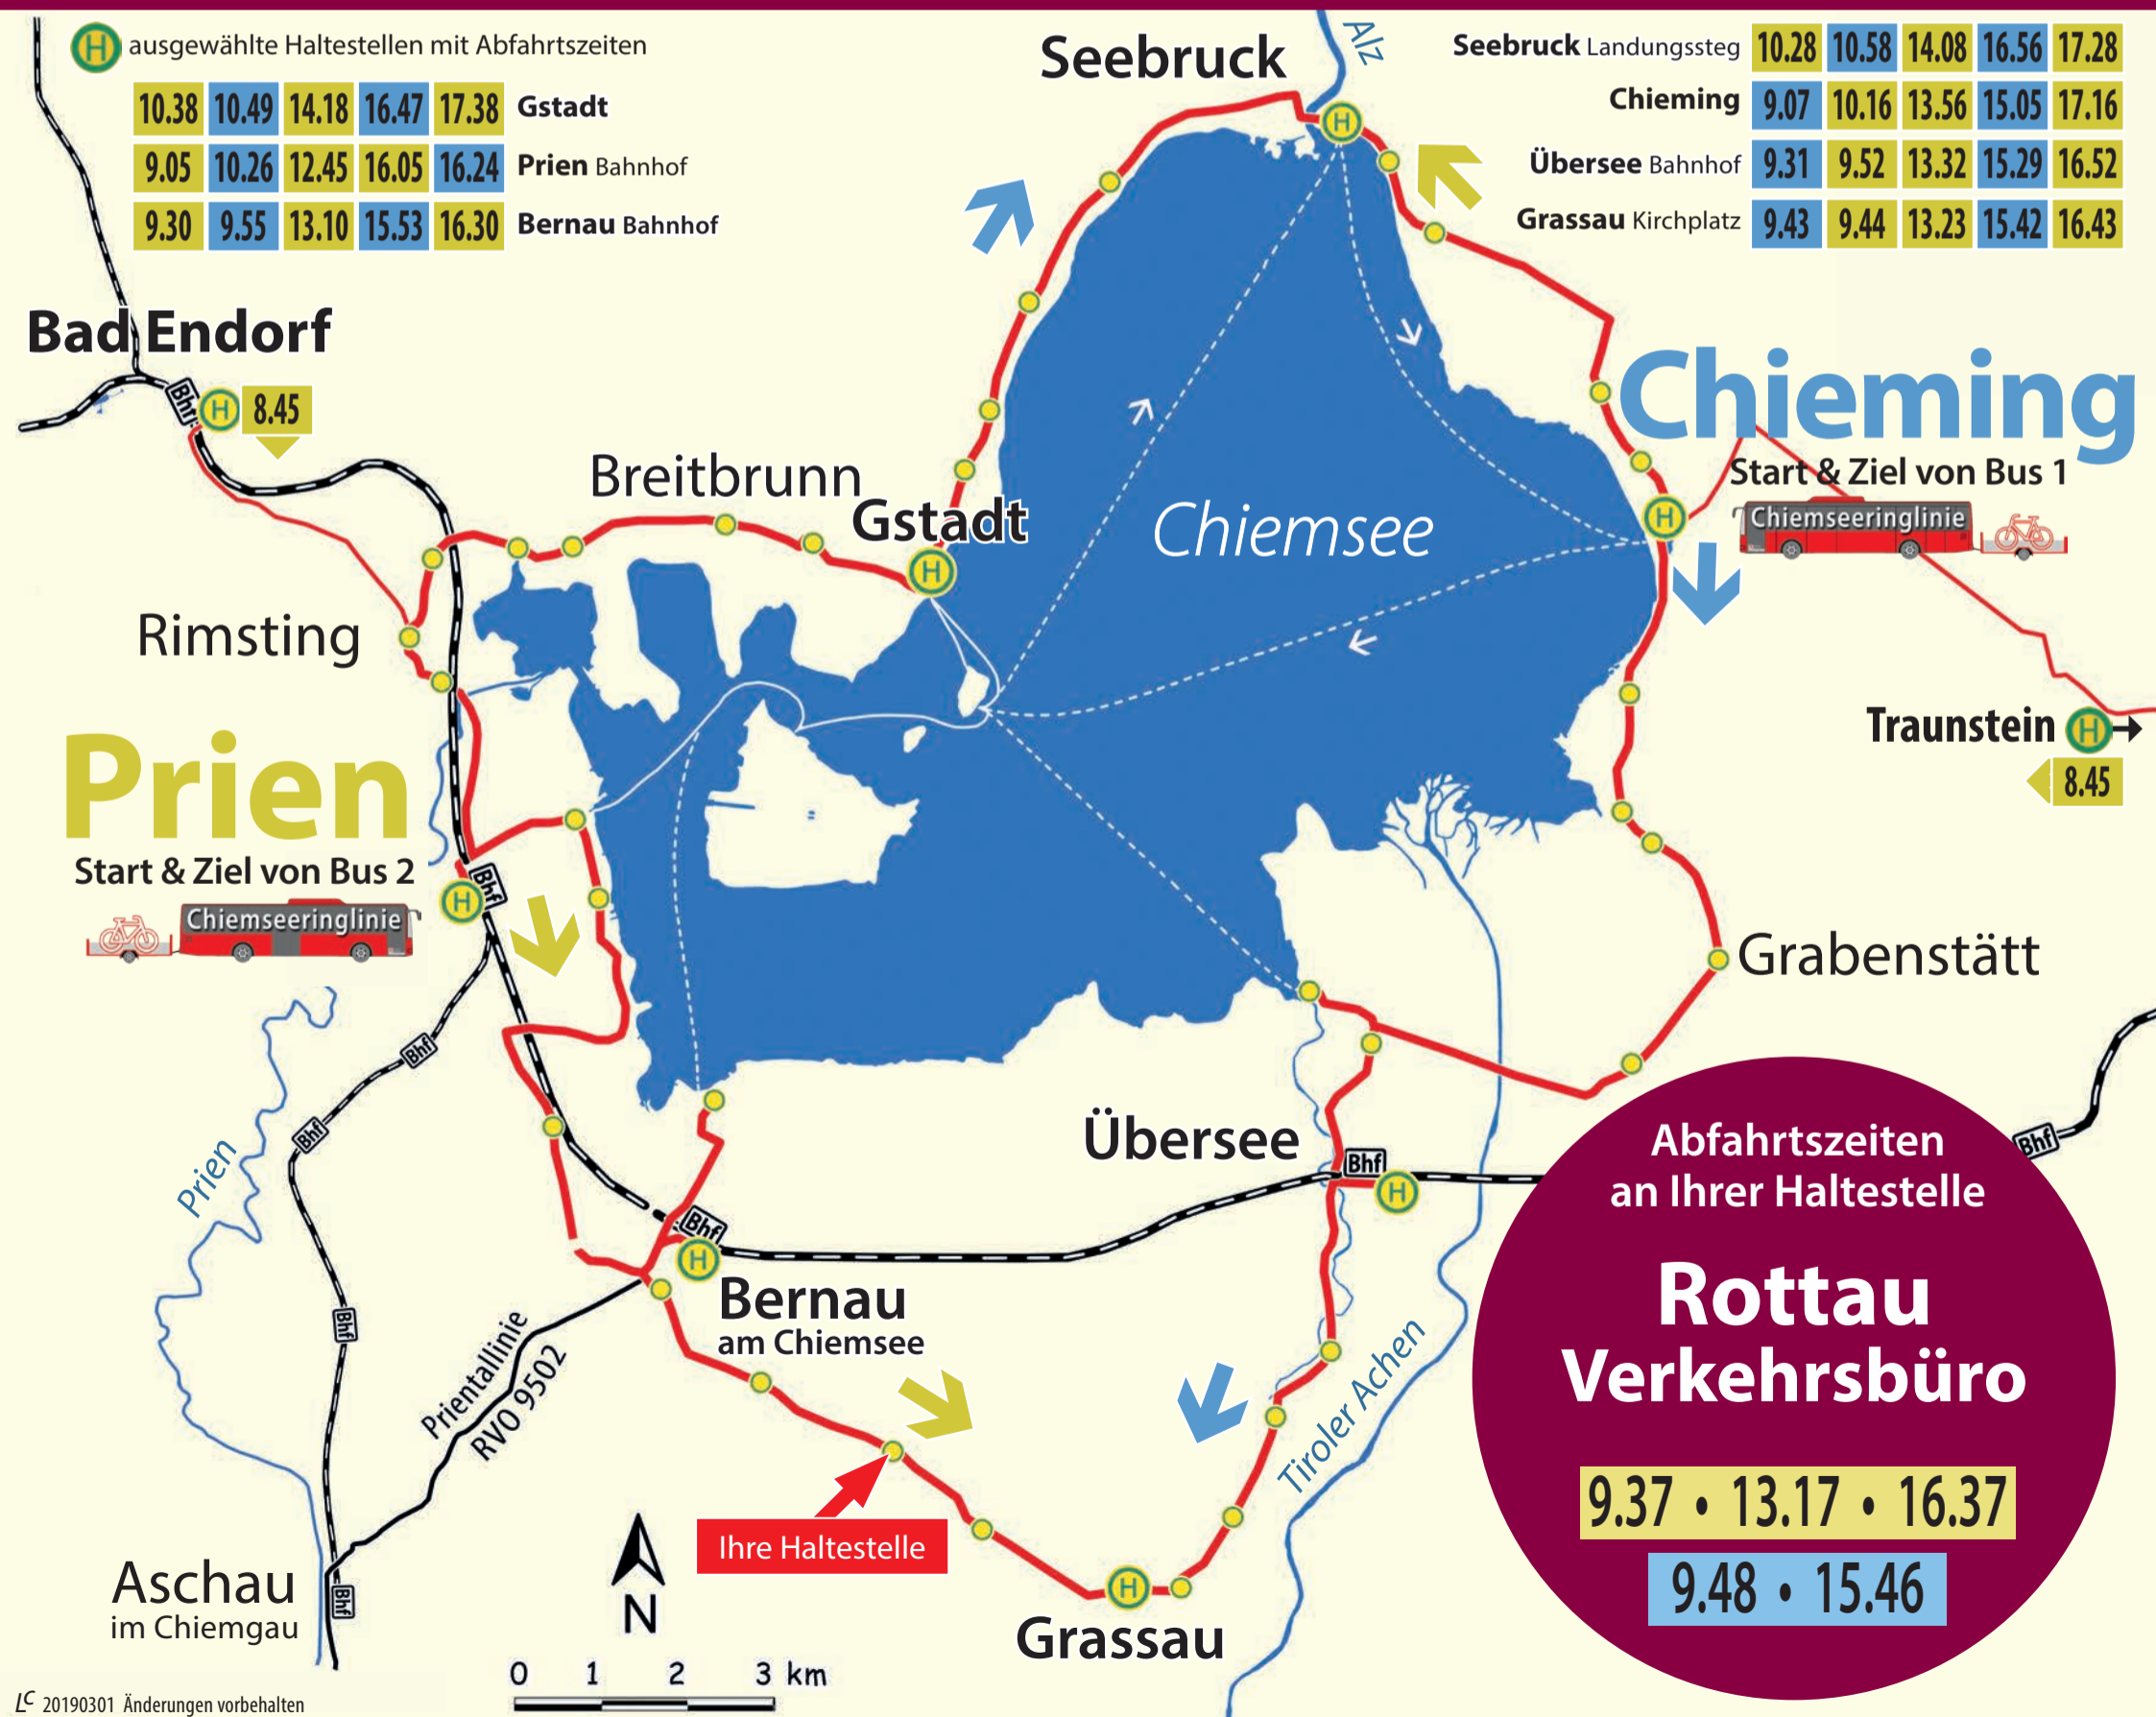 H ausgewählte Haltestellen mit Abfahrtszeiten
10.38 10.49 14.18 16.47 17.38 Gstadt
9.05 10.26 12.45 16.05 16.24 Prien Bahnhof
9.30 9.55 13.10 15.53 16.30 Bernau Bahnhof
Seebruck
Alz
Seebruck Landungssteg 10.28 10.58 14.08 16.56 17.28
Chieming 9.07 10.16 13.56 15.05 17.16
Übersee Bahnhof 9.31 9.52 13.32 15.29 16.52
Grassau Kirchplatz 9.43 9.44 13.23 15.42 16.43
H
Bad Endorf
Bhf H 8.45
Chieming
Start & Ziel von Bus 1
Chiemseeringlinie
H
Breitbrunn
Gstadt
H
Chiemsee
Rimsting
Traunstein H
8.45
Prien
Start & Ziel von Bus 2
Chiemseeringlinie
H
Bhf
Grabenstätt
Bhf
Bhf
Prien
Übersee
Bhf
H
Bhf
Bhf
H
Bernau
am Chiemsee
Bhf
Prientallinie
RVO 9502
Tiroler Achen
Abfahrtszeiten
an Ihrer Haltestelle
Rottau
Verkehrsbüro
9.37 • 13.17 • 16.37
9.48 • 15.46
Ihre Haltestelle
H
Grassau
Aschau
im Chiemgau
Bhf
N
0 1 2 3 km
LC 20190301 Änderungen vorbehalten